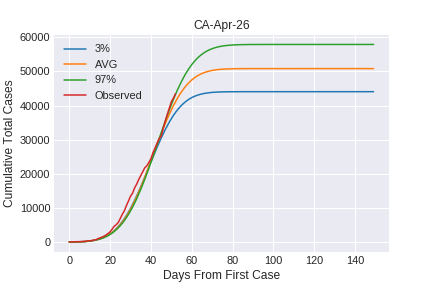 CA-Apr-26
60000
50000
40000
30000
20000
10000
0
Cumulative Total Cases
3%
AVG
97%
Observed
0 20 40 60 80 100 120 140
Days From First Case